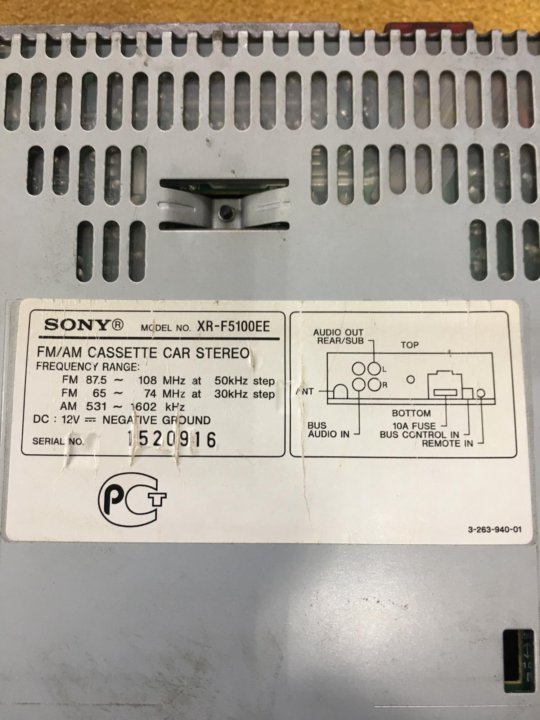 SONY® MODEL NO. XR-F5100EE
FM/AM CASSETTE CAR STEREO
FREQUENCY RANGE:
FM 87.5 ~ 108 MHz at 50kHz step
FM 65 ~ 74 MHz at 30kHz step
AM 531 ~ 1602 kHz
DC : 12V ⎓ NEGATIVE GROUND
SERIAL NO. 1520916
AUDIO OUT
REAR/SUB
TOP
L
R
ANT
BOTTOM
BUS
AUDIO IN
10A FUSE
BUS CONTROL IN
REMOTE IN
PCT
3-263-940-01